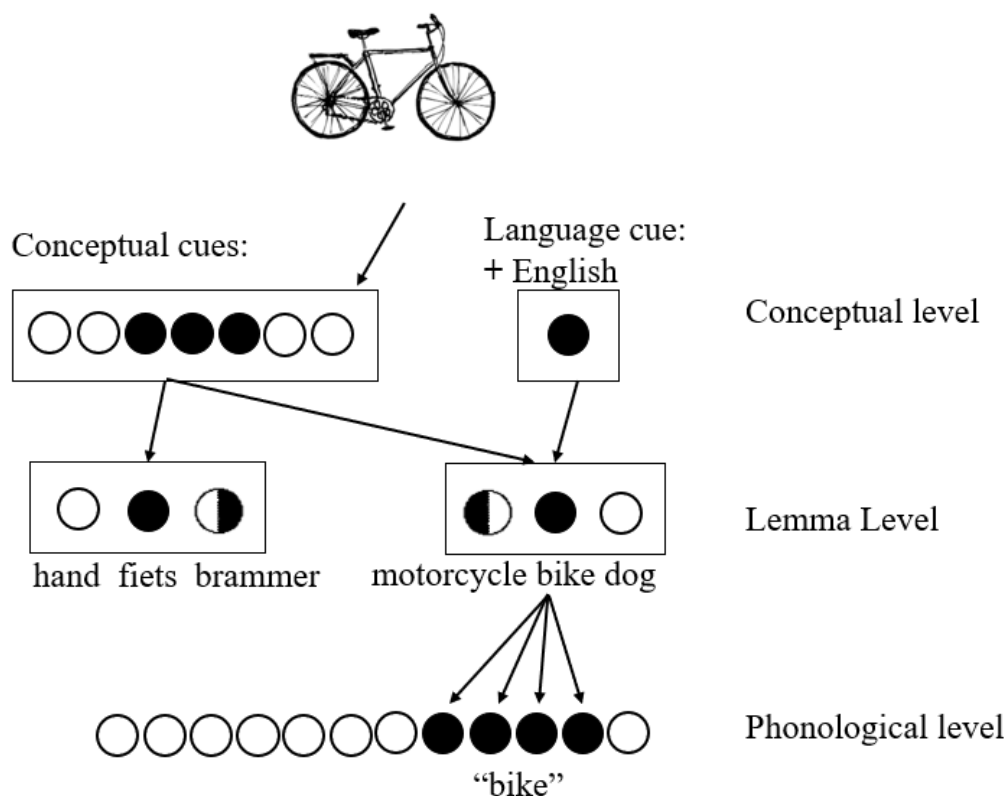 Conceptual cues:
Language cue:
+ English
Conceptual level
Lemma Level
hand fiets brammer
motorcycle bike dog
Phonological level
“bike”